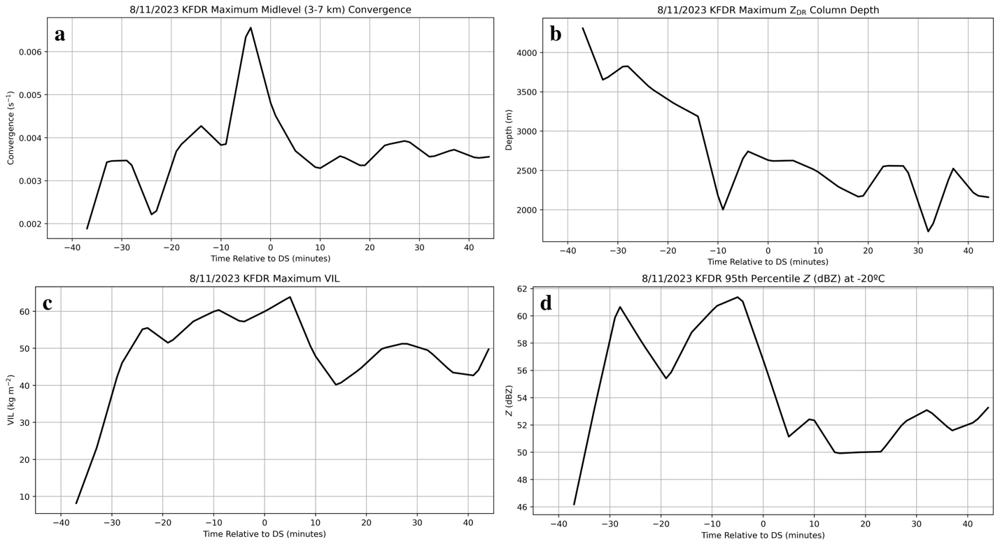 8/11/2023 KFDR Maximum Midlevel (3-7 km) Convergence
a
Convergence (s⁻¹)
0.006
0.005
0.004
0.003
0.002
−40 −30 −20 −10 0 10 20 30 40
Time Relative to DS (minutes)
8/11/2023 KFDR Maximum Z_DR Column Depth
b
Depth (m)
4000
3500
3000
2500
2000
−40 −30 −20 −10 0 10 20 30 40
Time Relative to DS (minutes)
8/11/2023 KFDR Maximum VIL
c
VIL (kg m⁻²)
60
50
40
30
20
10
−40 −30 −20 −10 0 10 20 30 40
Time Relative to DS (minutes)
8/11/2023 KFDR 95th Percentile Z (dBZ) at -20ºC
d
Z (dBZ)
62
60
58
56
54
52
50
48
46
−40 −30 −20 −10 0 10 20 30 40
Time Relative to DS (minutes)